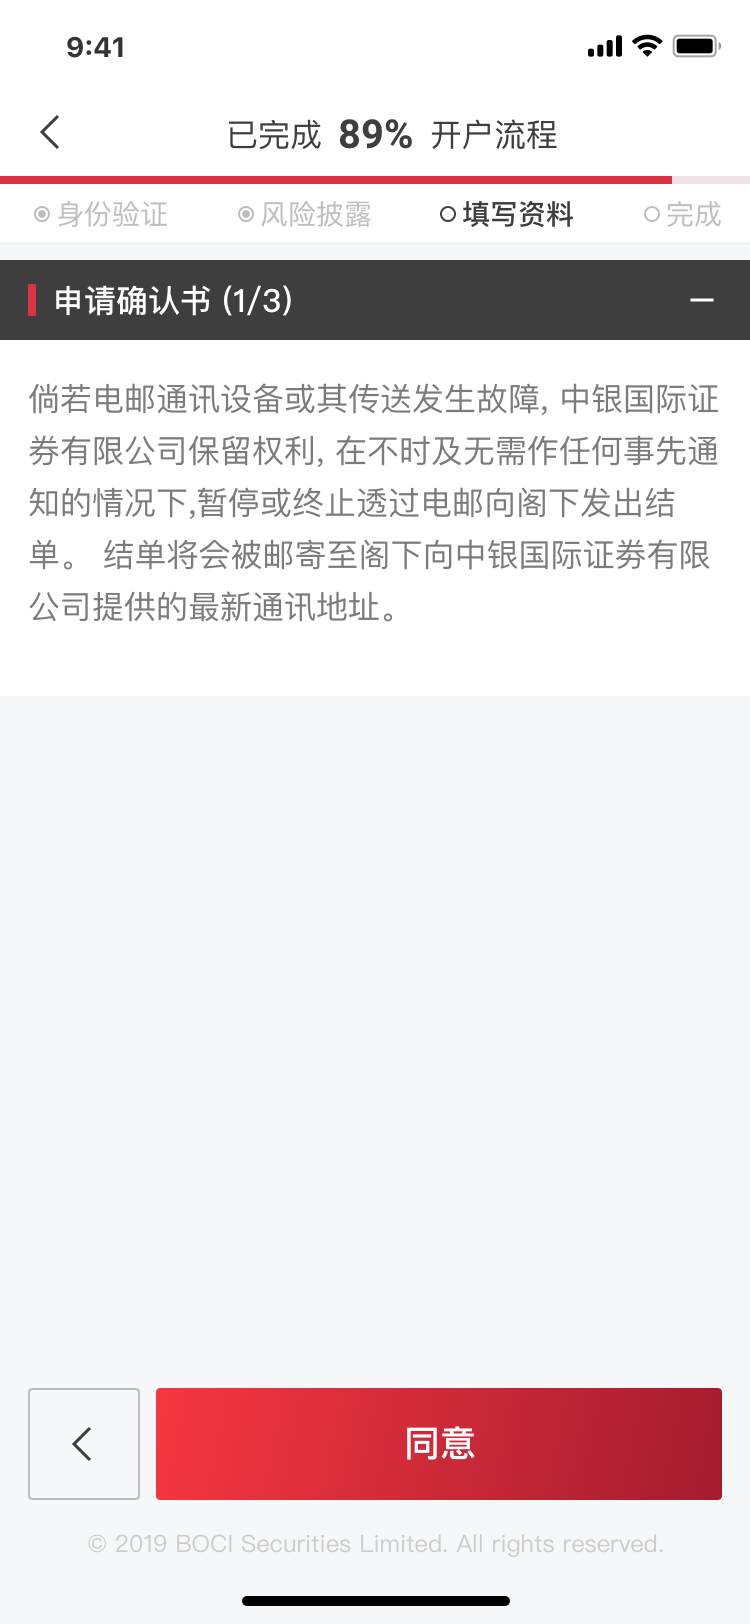 9:41
已完成 89% 开户流程
身份验证 风险披露 填写资料 完成
申请确认书 (1/3)
倘若电邮通讯设备或其传送发生故障, 中银国际证
券有限公司保留权利, 在不时及无需作任何事先通
知的情况下,暂停或终止透过电邮向阁下发出结
单。 结单将会被邮寄至阁下向中银国际证券有限
公司提供的最新通讯地址。
同意
© 2019 BOCI Securities Limited. All rights reserved.